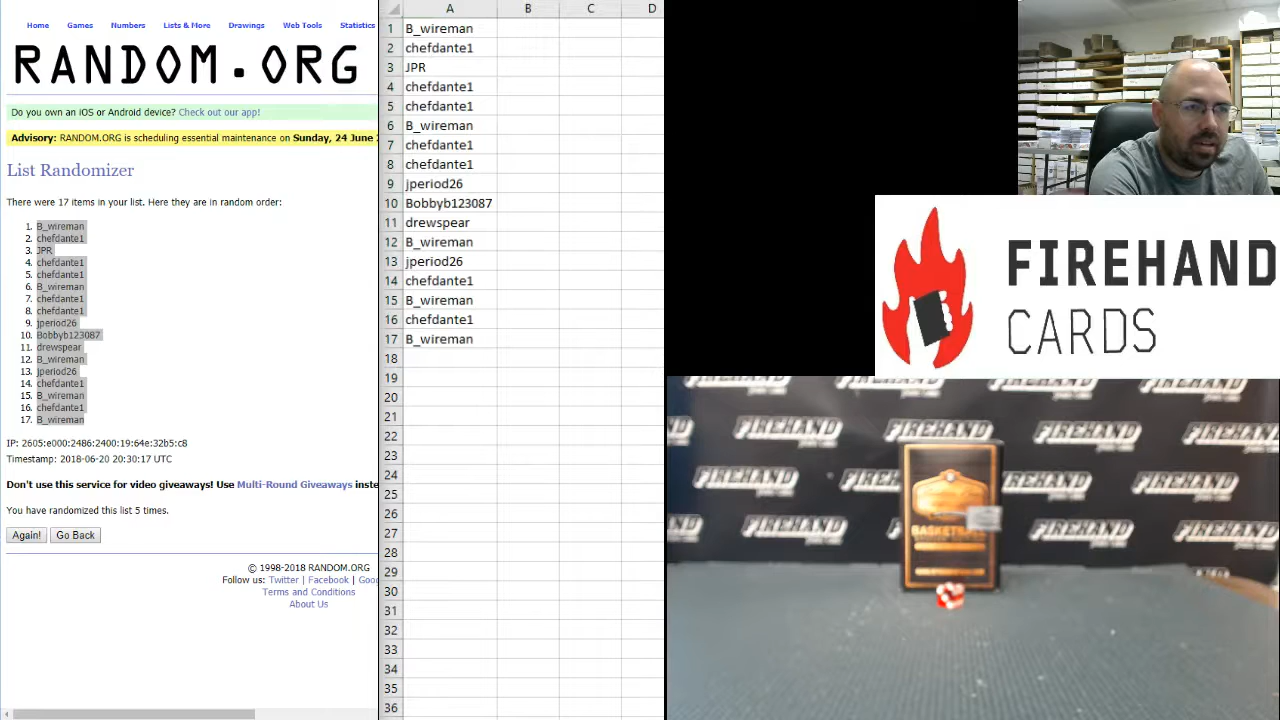 Home Games Numbers Lists & More Drawings Web Tools Statistics
RANDOM.ORG
Do you own an iOS or Android device? Check out our app!
Advisory: RANDOM.ORG is scheduling essential maintenance on Sunday, 24 June
List Randomizer
There were 17 items in your list. Here they are in random order:
1. B_wireman
2. chefdante1
3. JPR
4. chefdante1
5. chefdante1
6. B_wireman
7. chefdante1
8. chefdante1
9. jperiod26
10. Bobbyb123087
11. drewspear
12. B_wireman
13. jperiod26
14. chefdante1
15. B_wireman
16. chefdante1
17. B_wireman
IP: 2605:e000:2486:2400:19:64e:32b5:c8
Timestamp: 2018-06-20 20:30:17 UTC
Don't use this service for video giveaways! Use Multi-Round Giveaways inste
You have randomized this list 5 times.
Again! Go Back
© 1998-2018 RANDOM.ORG
Follow us: Twitter | Facebook | Goo
Terms and Conditions
About Us
A B C D
1 B_wireman
2 chefdante1
3 JPR
4 chefdante1
5 chefdante1
6 B_wireman
7 chefdante1
8 chefdante1
9 jperiod26
10 Bobbyb123087
11 drewspear
12 B_wireman
13 jperiod26
14 chefdante1
15 B_wireman
16 chefdante1
17 B_wireman
18
19
20
21
22
23
24
25
26
27
28
29
30
31
32
33
34
35
36
FIREHAND
CARDS
FIREHAND FIREHAND FIREHAND
FIREHAND FIREHAND FIREHAND
FIREHAND FIREHAND
BASKETBALL